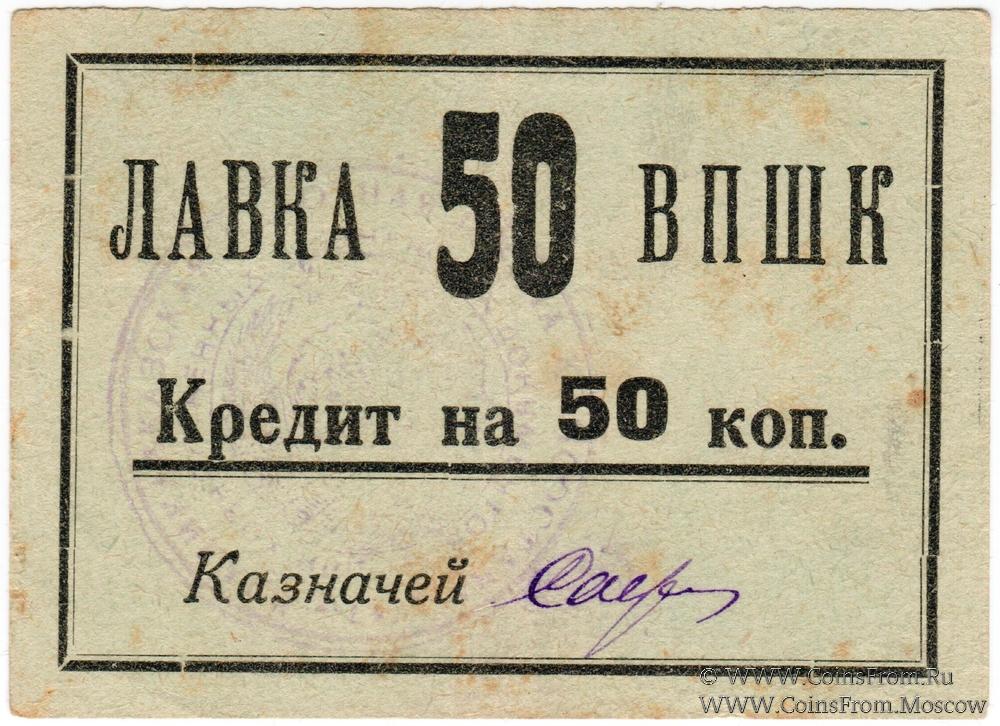 ЛАВКА 50 ВПШК
Кредит на 50 коп.
Казначей
© WWW.CoinsFrom.Ru
WWW.CoinsFrom.Moscow